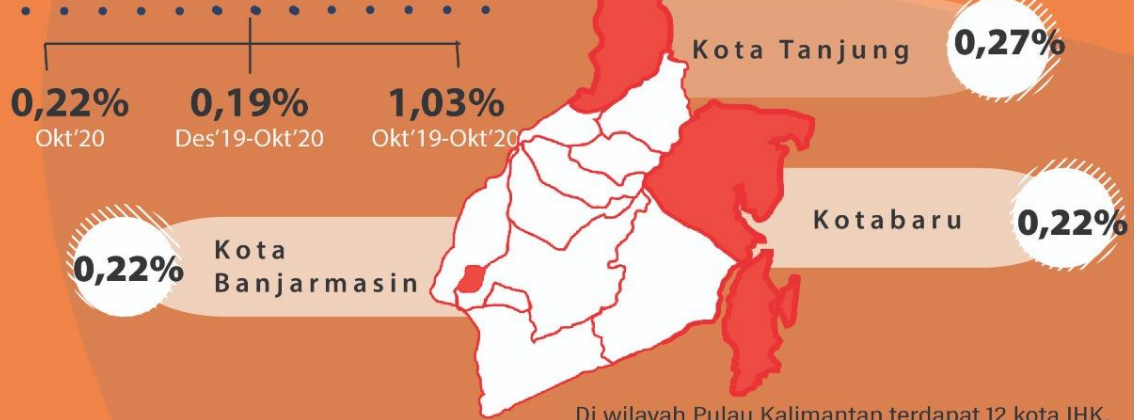 0,22%
Okt'20
0,19%
Des'19-Okt'20
1,03%
Okt'19-Okt'20
Kota Tanjung
0,27%
Kotabaru
0,22%
0,22%
Kota
Banjarmasin
Di wilayah Pulau Kalimantan terdapat 12 kota IHK,